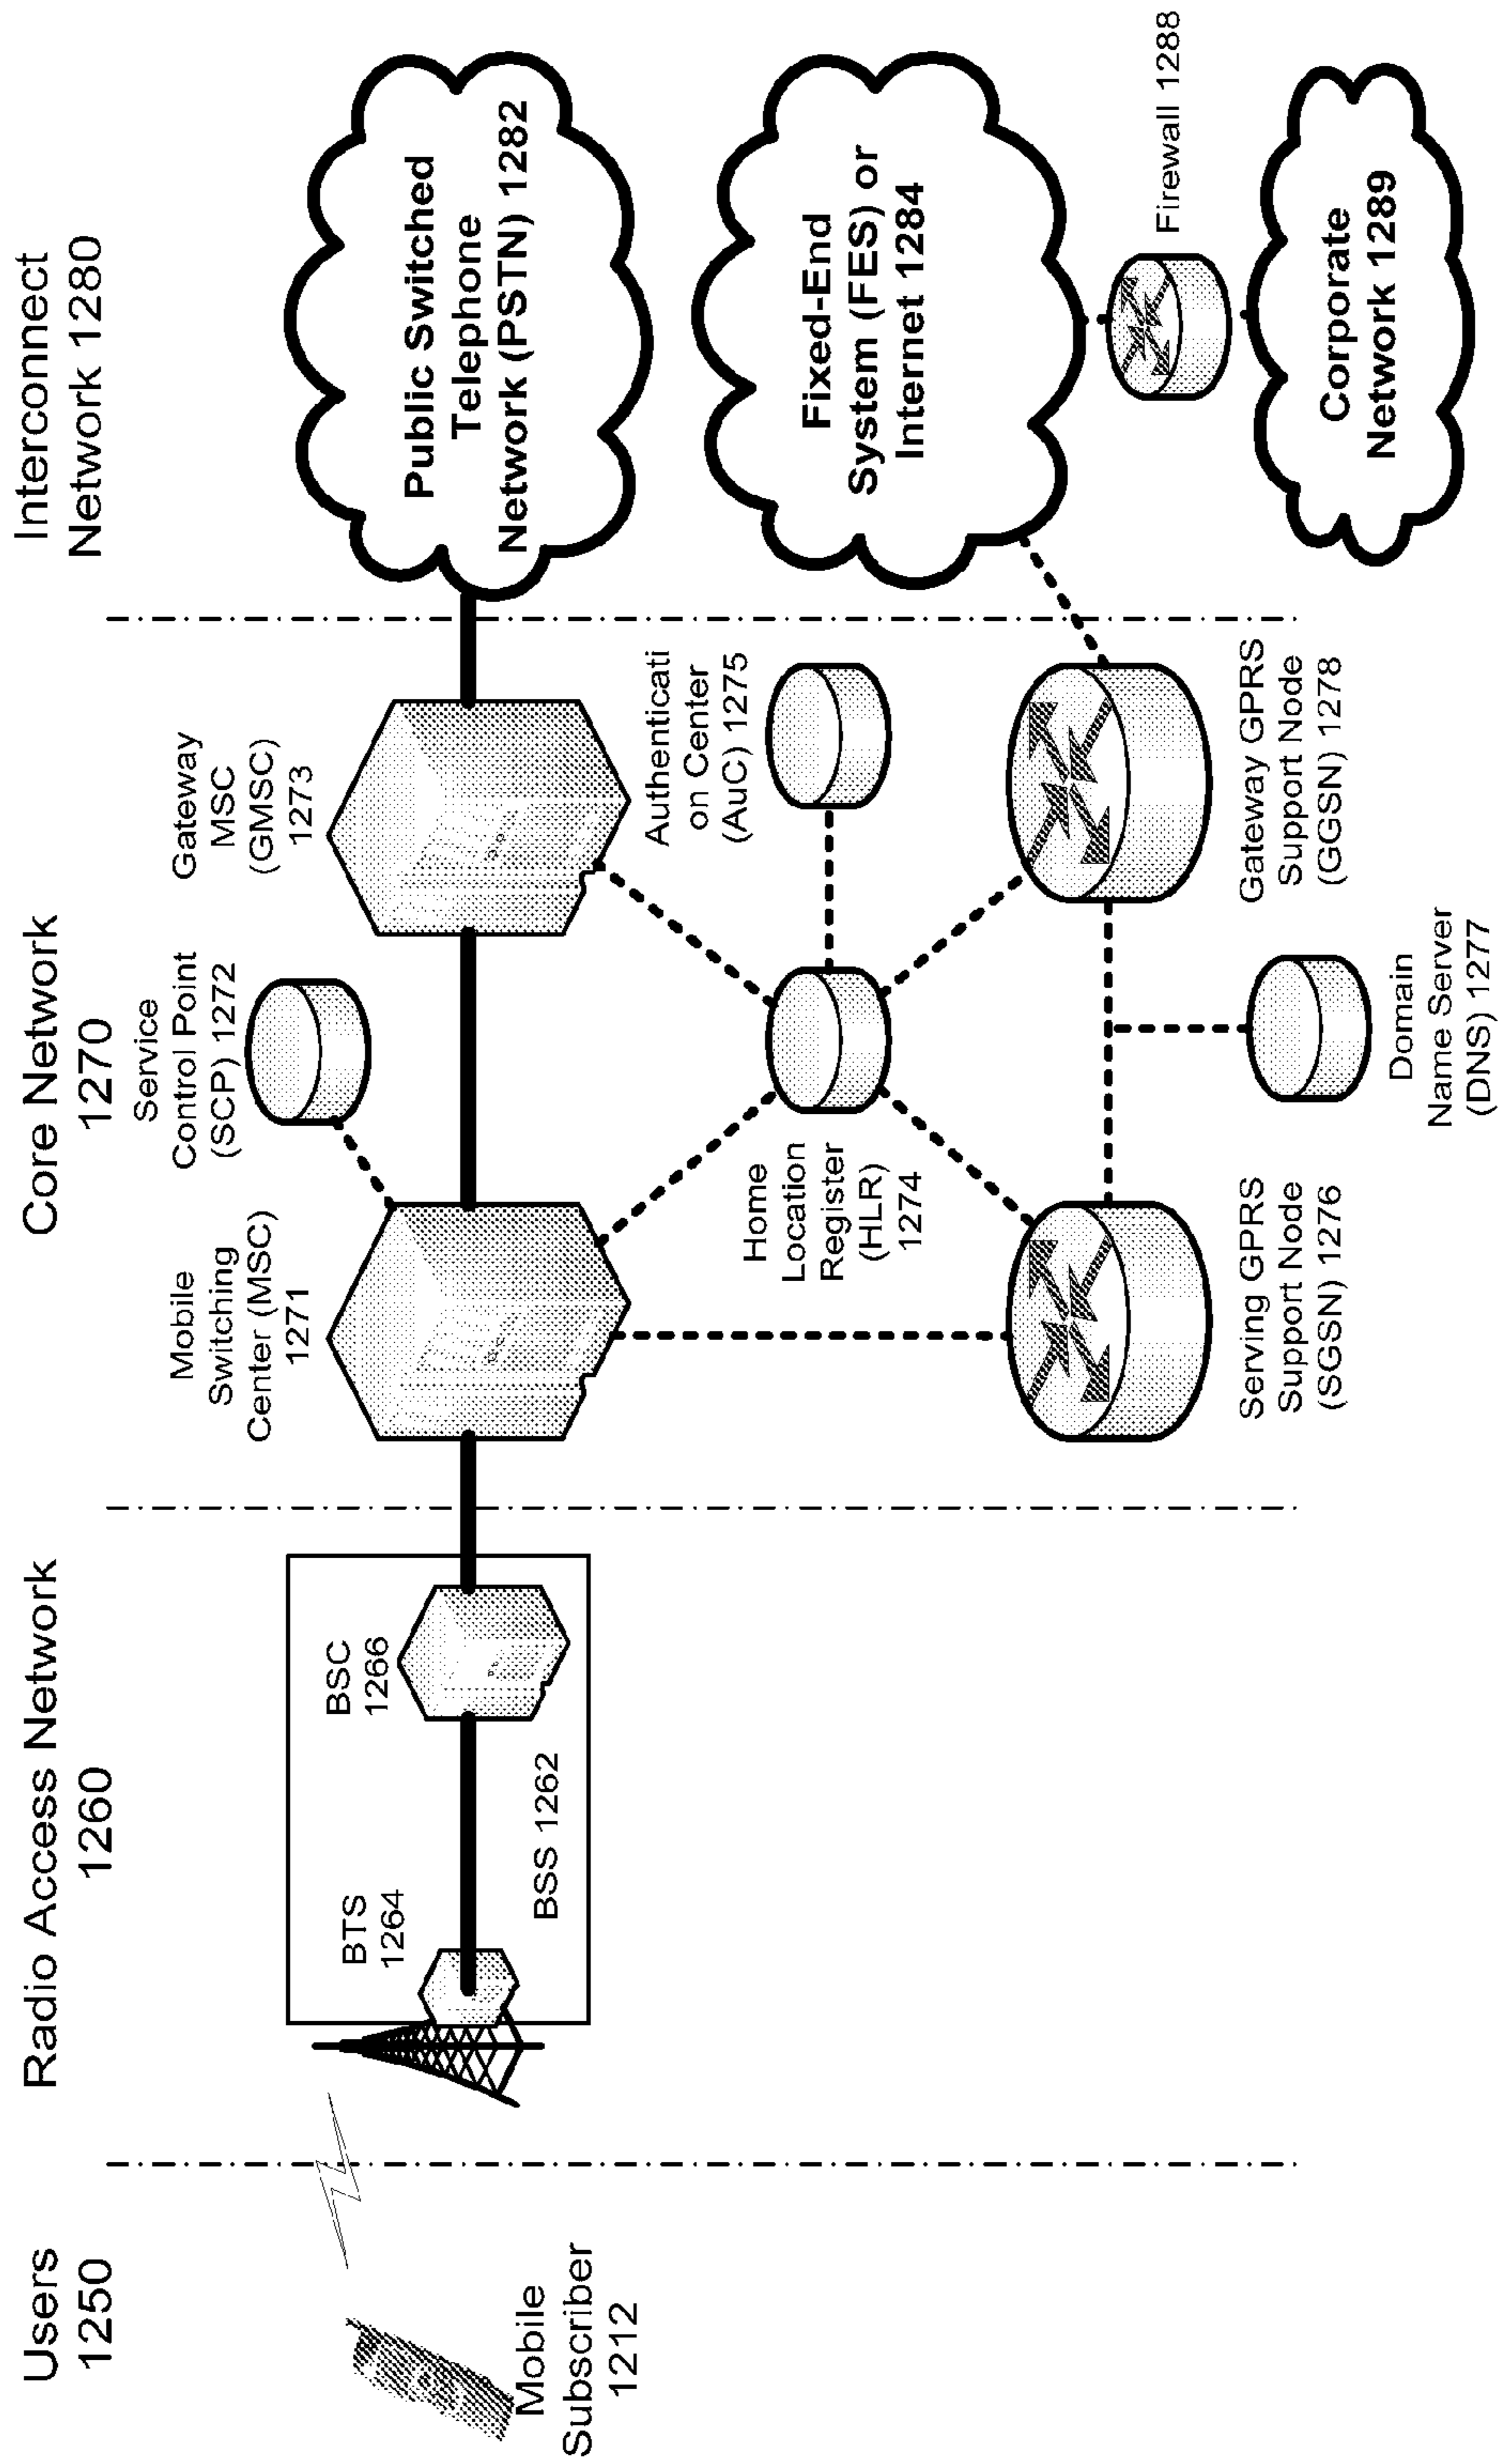 Users
1250
Radio Access Network
1260
Core Network
1270
Interconnect
Network 1280
Mobile
Subscriber
1212
BTS
1264
BSC
1266
BSS 1262
Mobile
Switching
Center (MSC)
1271
Service
Control Point
(SCP) 1272
Gateway
MSC
(GMSC)
1273
Public Switched
Telephone
Network (PSTN) 1282
Home
Location
Register
(HLR)
1274
Authenticati
on Center
(AuC) 1275
Fixed-End
System (FES) or
Internet 1284
Serving GPRS
Support Node
(SGSN) 1276
Domain
Name Server
(DNS) 1277
Gateway GPRS
Support Node
(GGSN) 1278
Firewall 1288
Corporate
Network 1289